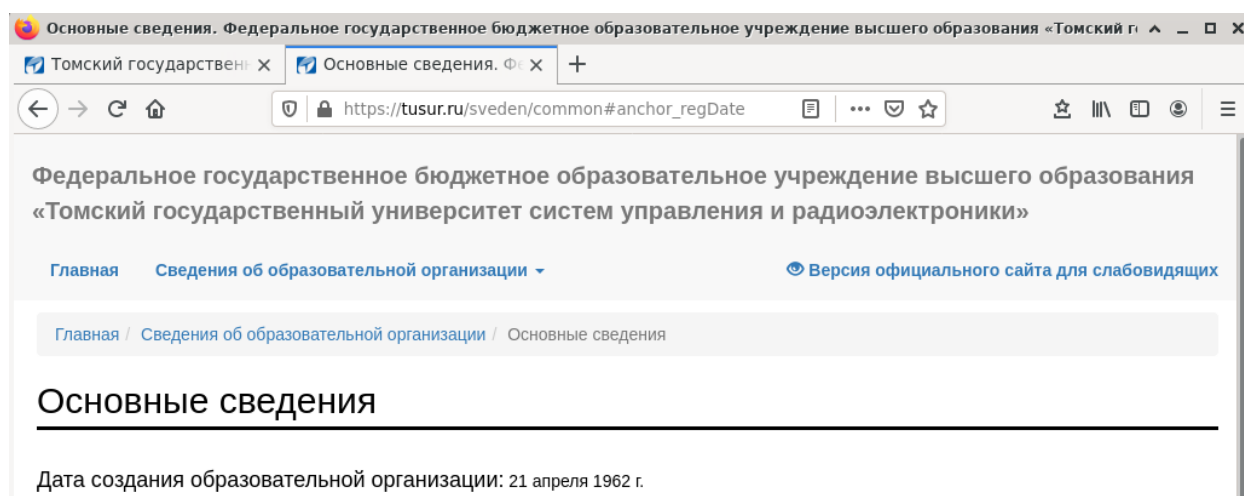 Основные сведения. Федеральное государственное бюджетное образовательное учреждение высшего образования «Томский г
Томский государствен
Основные сведения. Фе
https://tusur.ru/sveden/common#anchor_regDate
Федеральное государственное бюджетное образовательное учреждение высшего образования
«Томский государственный университет систем управления и радиоэлектроники»
Главная Сведения об образовательной организации Версия официального сайта для слабовидящих
Главная / Сведения об образовательной организации / Основные сведения
Основные сведения
Дата создания образовательной организации: 21 апреля 1962 г.